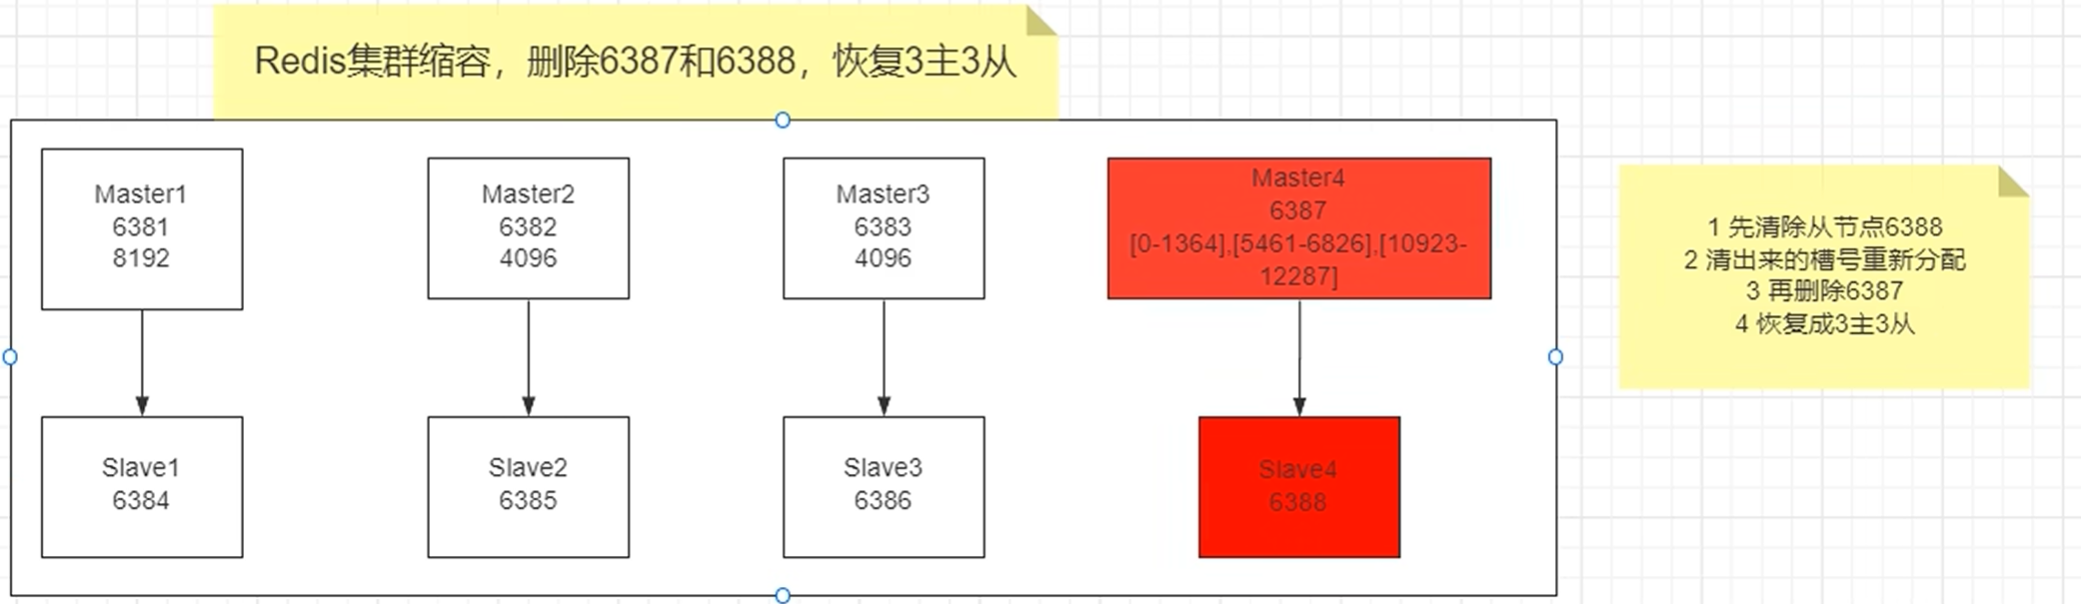 Redis集群缩容，删除6387和6388，恢复3主3从
Master1
6381
8192
Master2
6382
4096
Master3
6383
4096
Master4
6387
[0-1364],[5461-6826],[10923-
12287]
Slave1
6384
Slave2
6385
Slave3
6386
Slave4
6388
1 先清除从节点6388
2 清出来的槽号重新分配
3 再删除6387
4 恢复成3主3从